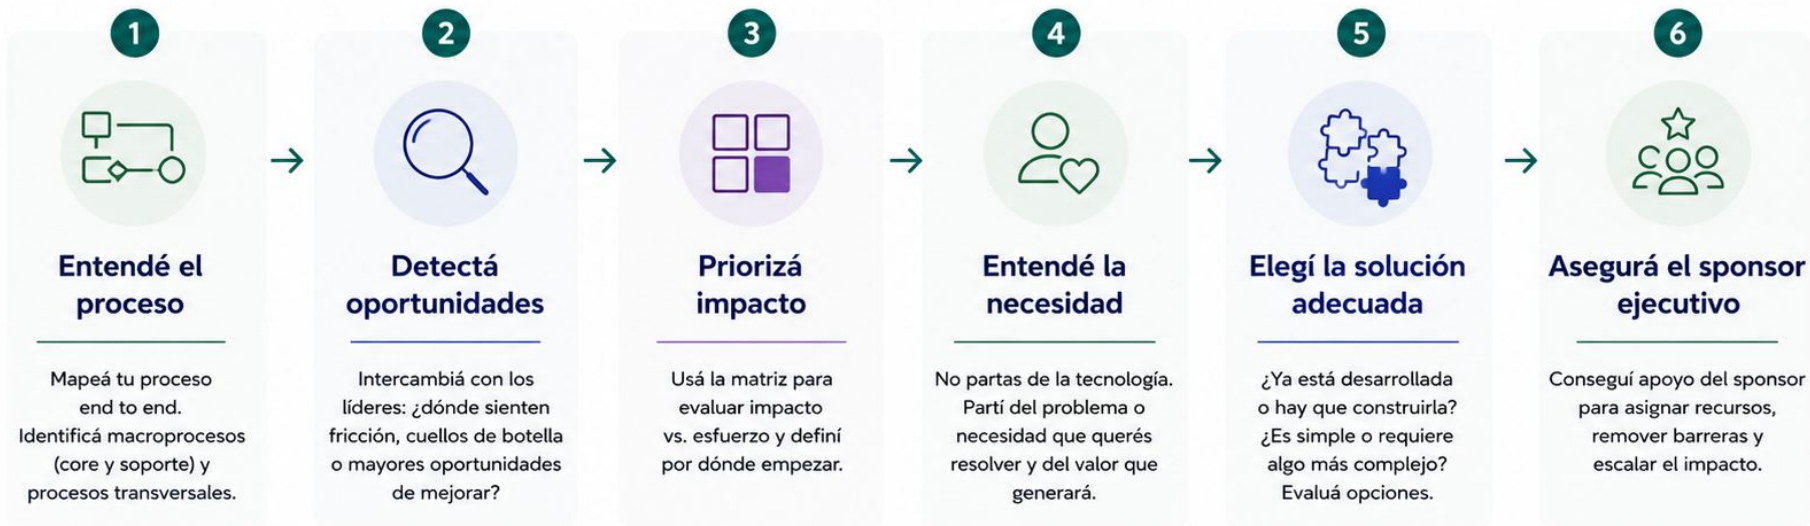 1
Entendé el
proceso
Mapeá tu proceso
end to end.
Identificá macroprocesos
(core y soporte) y
procesos transversales.
2
Detectá
oportunidades
Intercambiá con los
líderes: ¿dónde sienten
fricción, cuellos de botella
o mayores oportunidades
de mejorar?
3
Priorizá
impacto
Usá la matriz para
evaluar impacto
vs. esfuerzo y definí
por dónde empezar.
4
Entendé la
necesidad
No partas de la tecnología.
Partí del problema o
necesidad que querés
resolver y del valor que
generará.
5
Elegí la solución
adecuada
¿Ya está desarrollada
o hay que construirla?
¿Es simple o requiere
algo más complejo?
Evaluá opciones.
6
Asegurá el sponsor
ejecutivo
Conseguí apoyo del sponsor
para asignar recursos,
remover barreras y
escalar el impacto.